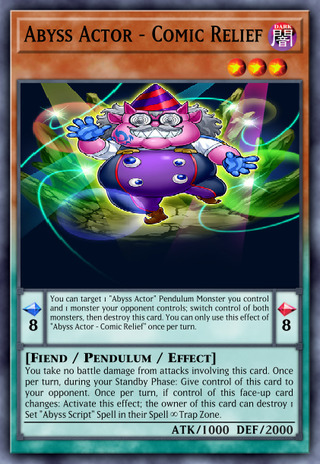 Abyss Actor - Comic Relief
DARK
闇
You can target 1 "Abyss Actor" Pendulum Monster you control
and 1 monster your opponent controls; switch control of both
monsters, then destroy this card. You can only use this effect of
"Abyss Actor - Comic Relief" once per turn.
8
8
[Fiend / Pendulum / Effect]
You take no battle damage from attacks involving this card. Once
per turn, during your Standby Phase: Give control of this card to
your opponent. Once per turn, if control of this face-up card
changes: Activate this effect; the owner of this card can destroy 1
Set "Abyss Script" Spell in their Spell ∞ Trap Zone.
ATK/1000 DEF/2000